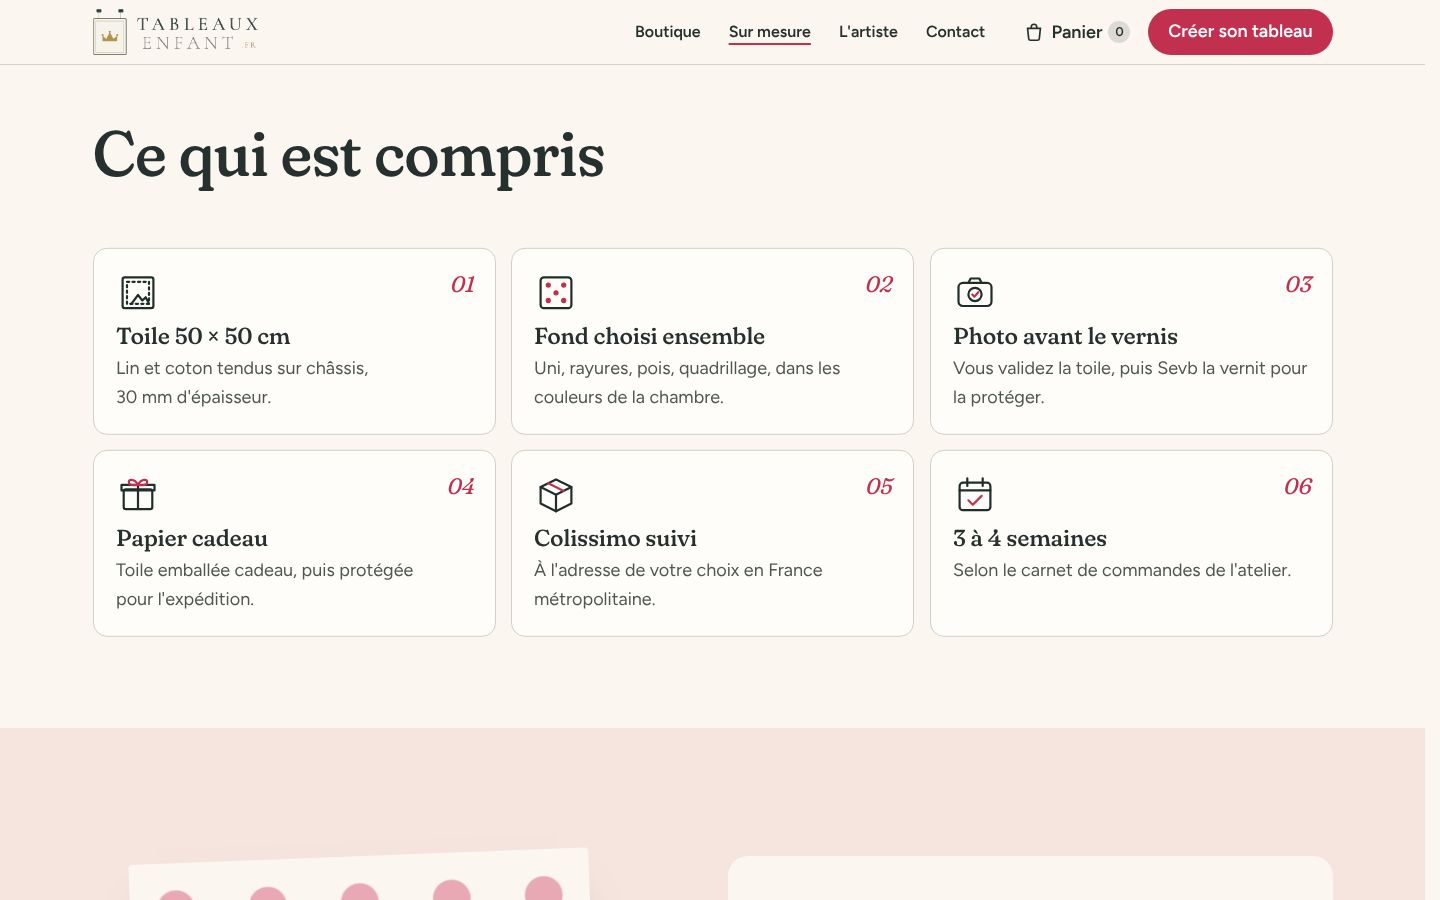 TABLEAUX
ENFANT .FR
Boutique
Sur mesure
L'artiste
Contact
Panier 0
Créer son tableau
Ce qui est compris
01
Toile 50 × 50 cm
Lin et coton tendus sur châssis,
30 mm d'épaisseur.
02
Fond choisi ensemble
Uni, rayures, pois, quadrillage, dans les
couleurs de la chambre.
03
Photo avant le vernis
Vous validez la toile, puis Sevb la vernit pour
la protéger.
04
Papier cadeau
Toile emballée cadeau, puis protégée
pour l'expédition.
05
Colissimo suivi
À l'adresse de votre choix en France
métropolitaine.
06
3 à 4 semaines
Selon le carnet de commandes de l'atelier.